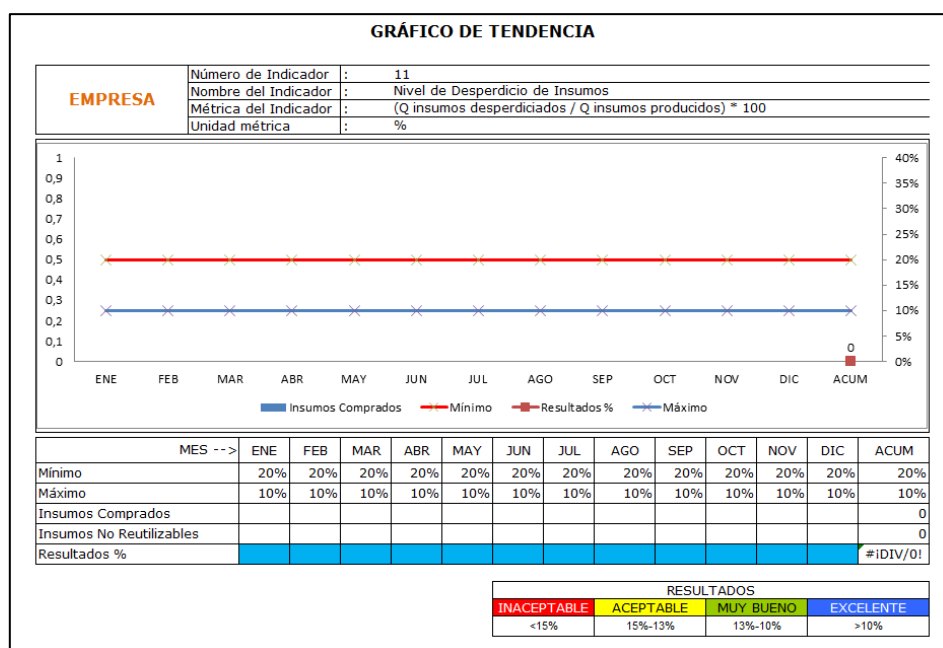 GRÁFICO DE TENDENCIA
EMPRESA
Número de Indicador : 11
Nombre del Indicador : Nivel de Desperdicio de Insumos
Métrica del Indicador : (Q insumos desperdiciados / Q insumos producidos) * 100
Unidad métrica : %
1 40%
0,9 35%
0,8 30%
0,7
0,6 25%
0,5 20%
0,4 15%
0,3
0,2 10%
0,1 5%
0
0 0%
ENE FEB MAR ABR MAY JUN JUL AGO SEP OCT NOV DIC ACUM
Insumos Comprados Mínimo Resultados % Máximo
MES --> ENE FEB MAR ABR MAY JUN JUL AGO SEP OCT NOV DIC ACUM
Mínimo 20% 20% 20% 20% 20% 20% 20% 20% 20% 20% 20% 20% 20%
Máximo 10% 10% 10% 10% 10% 10% 10% 10% 10% 10% 10% 10% 10%
Insumos Comprados 0
Insumos No Reutilizables 0
Resultados % #¡DIV/0!
RESULTADOS
INACEPTABLE ACEPTABLE MUY BUENO EXCELENTE
<15% 15%-13% 13%-10% >10%